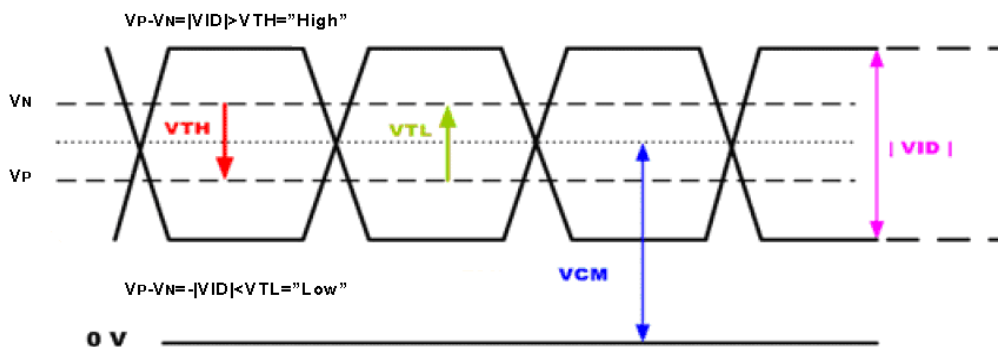 VP-VN=|VID|>VTH=”High”
VN
VTH
VTL
| VID |
VP
VCM
VP-VN=-|VID|<VTL=”Low”
0 V